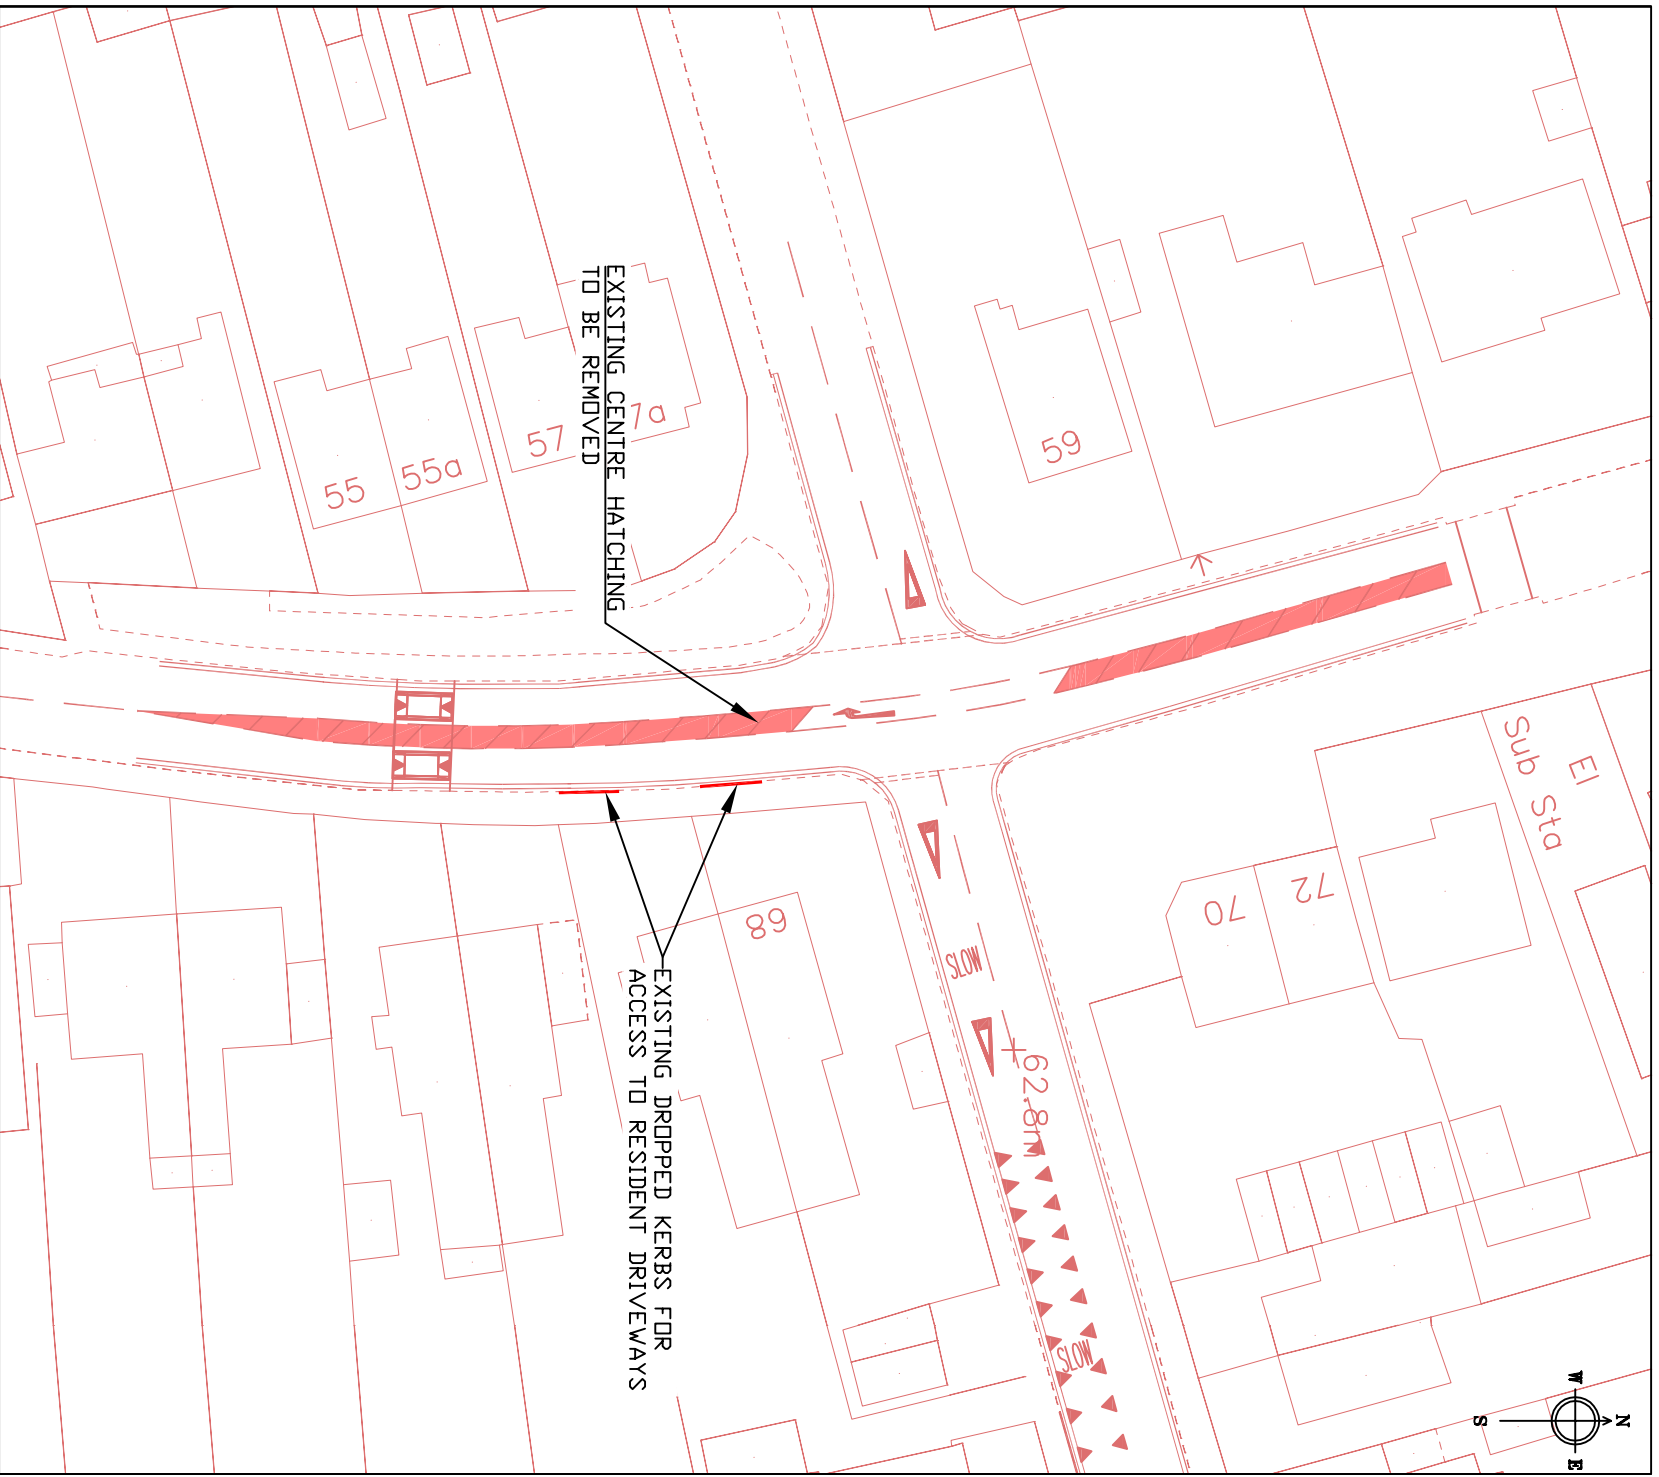 EXISTING CENTRE HATCHING
TO BE REMOVED
EXISTING DROPPED KERBS FOR
ACCESS TO RESIDENT DRIVEWAYS
55
55a
57
7a
59
68
70
72
El
Sub Sta
SLOW
62.8m
SLOW
N
W
E
S